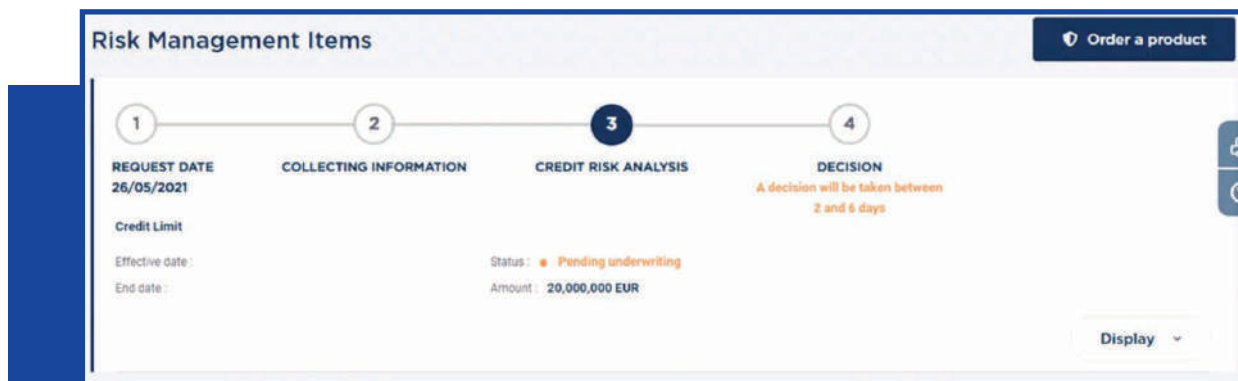 Risk Management Items
Order a product
1
2
3
4
REQUEST DATE
26/05/2021
COLLECTING INFORMATION
CREDIT RISK ANALYSIS
DECISION
A decision will be taken between
2 and 6 days
Credit Limit
Effective date :
Status : Pending underwriting
End date :
Amount : 20,000,000 EUR
Display